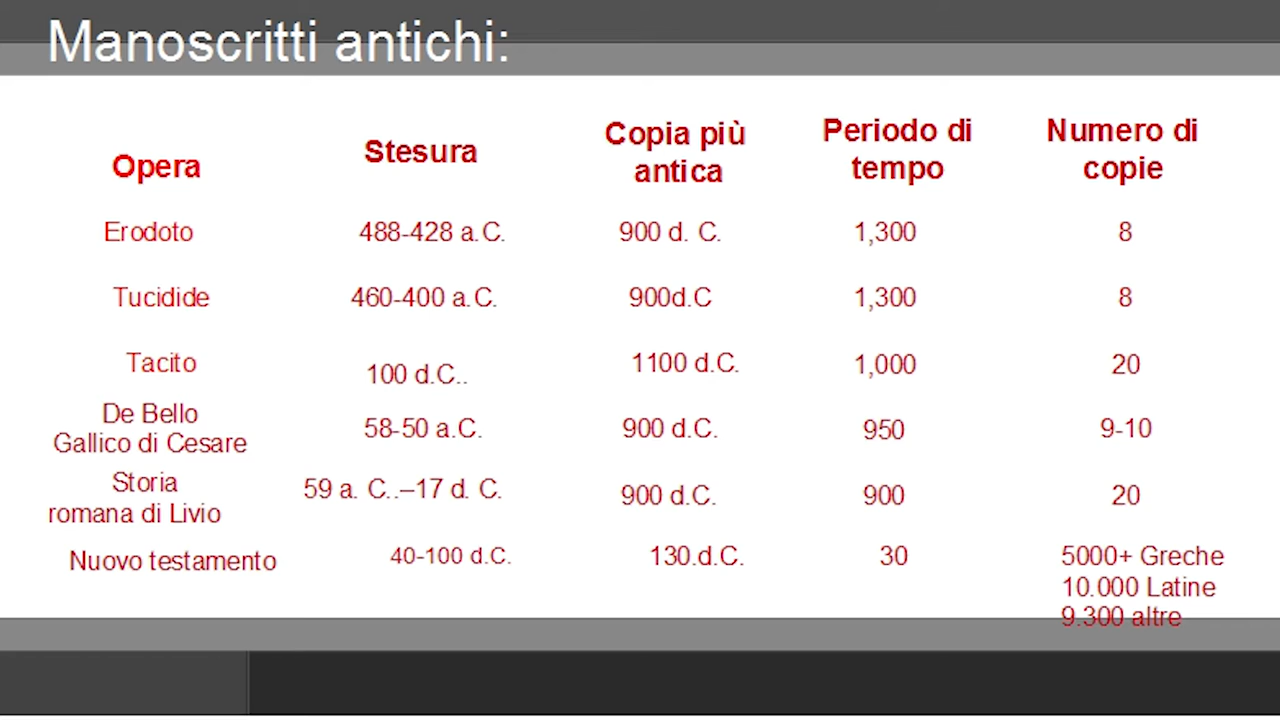 Manoscritti antichi:
Opera Stesura Copia più antica Periodo di tempo Numero di copie
Erodoto 488-428 a.C. 900 d. C. 1,300 8
Tucidide 460-400 a.C. 900d.C 1,300 8
Tacito 100 d.C.. 1100 d.C. 1,000 20
De Bello
Gallico di Cesare 58-50 a.C. 900 d.C. 950 9-10
Storia
romana di Livio 59 a. C..–17 d. C. 900 d.C. 900 20
Nuovo testamento 40-100 d.C. 130.d.C. 30 5000+ Greche
10.000 Latine
9.300 altre